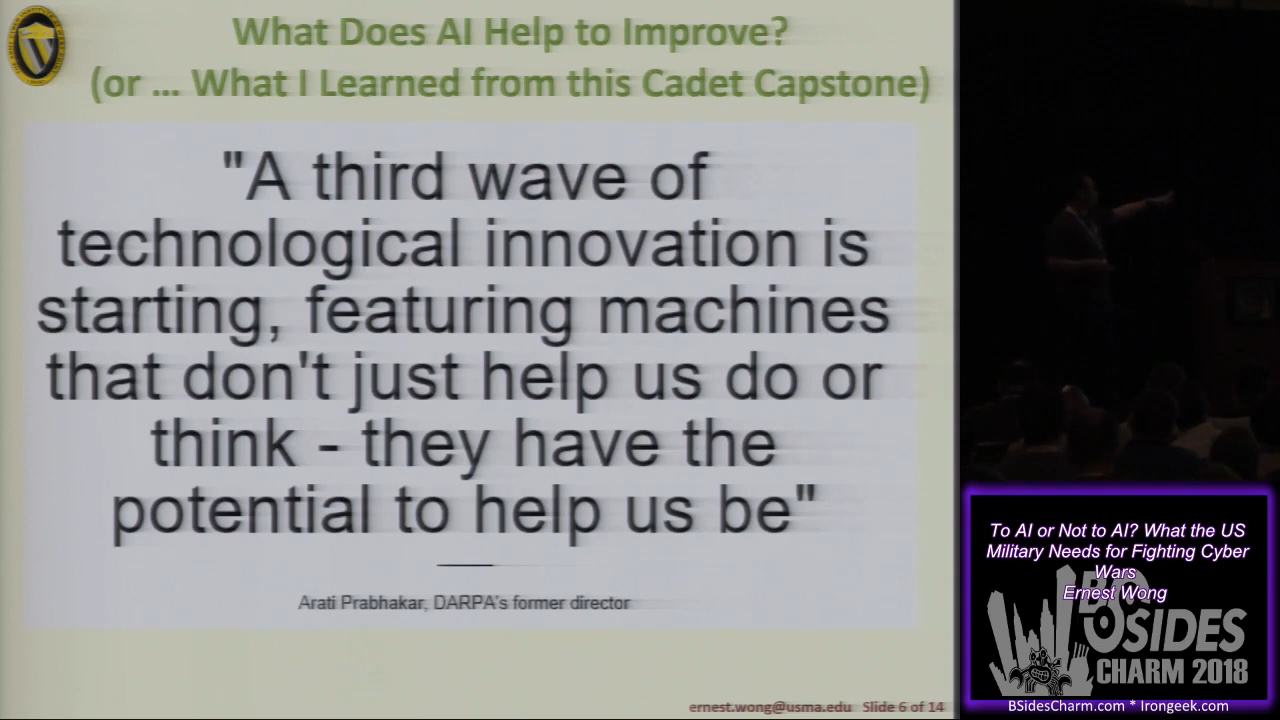 What Does AI Help to Improve?
(or ... What I Learned from this Cadet Capstone)
"A third wave of
technological innovation is
starting, featuring machines
that don't just help us do or
think - they have the
potential to help us be"
Arati Prabhakar, DARPA's former director
ernest.wong@usma.edu Slide 6 of 14
To AI or Not to AI? What the US
Military Needs for Fighting Cyber
Wars
Ernest Wong
BSIDES
CHARM 2018
BSidesCharm.com * Irongeek.com